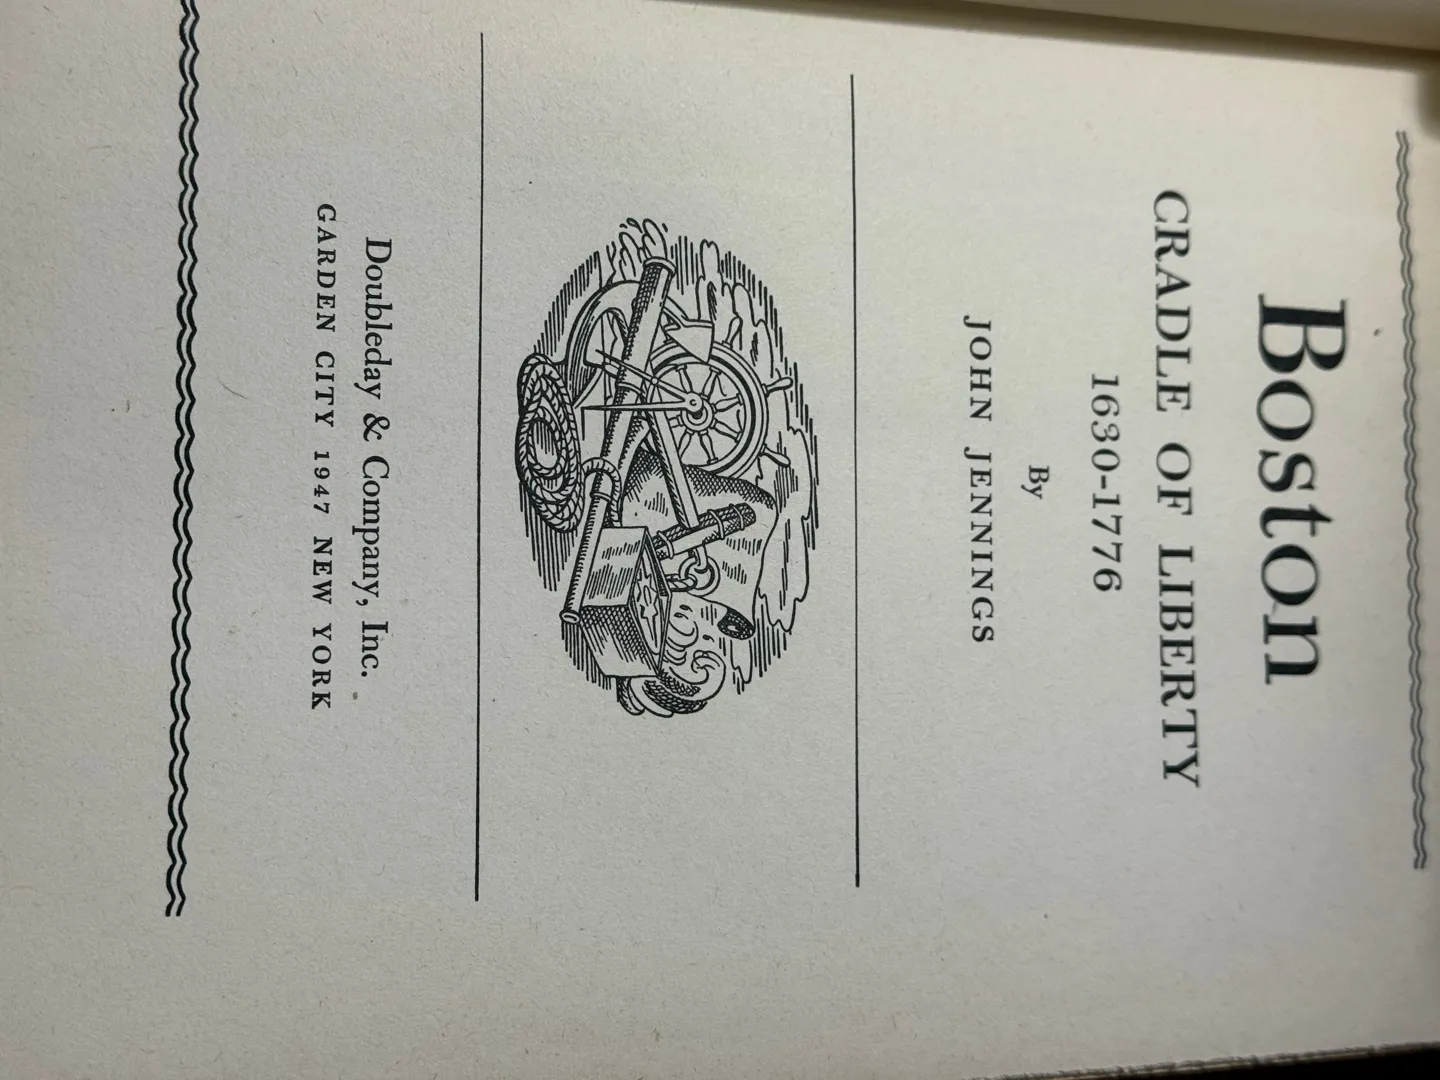 Boston
CRADLE OF LIBERTY
1630-1776
By
JOHN JENNINGS
Doubleday & Company, Inc.
GARDEN CITY 1947 NEW YORK